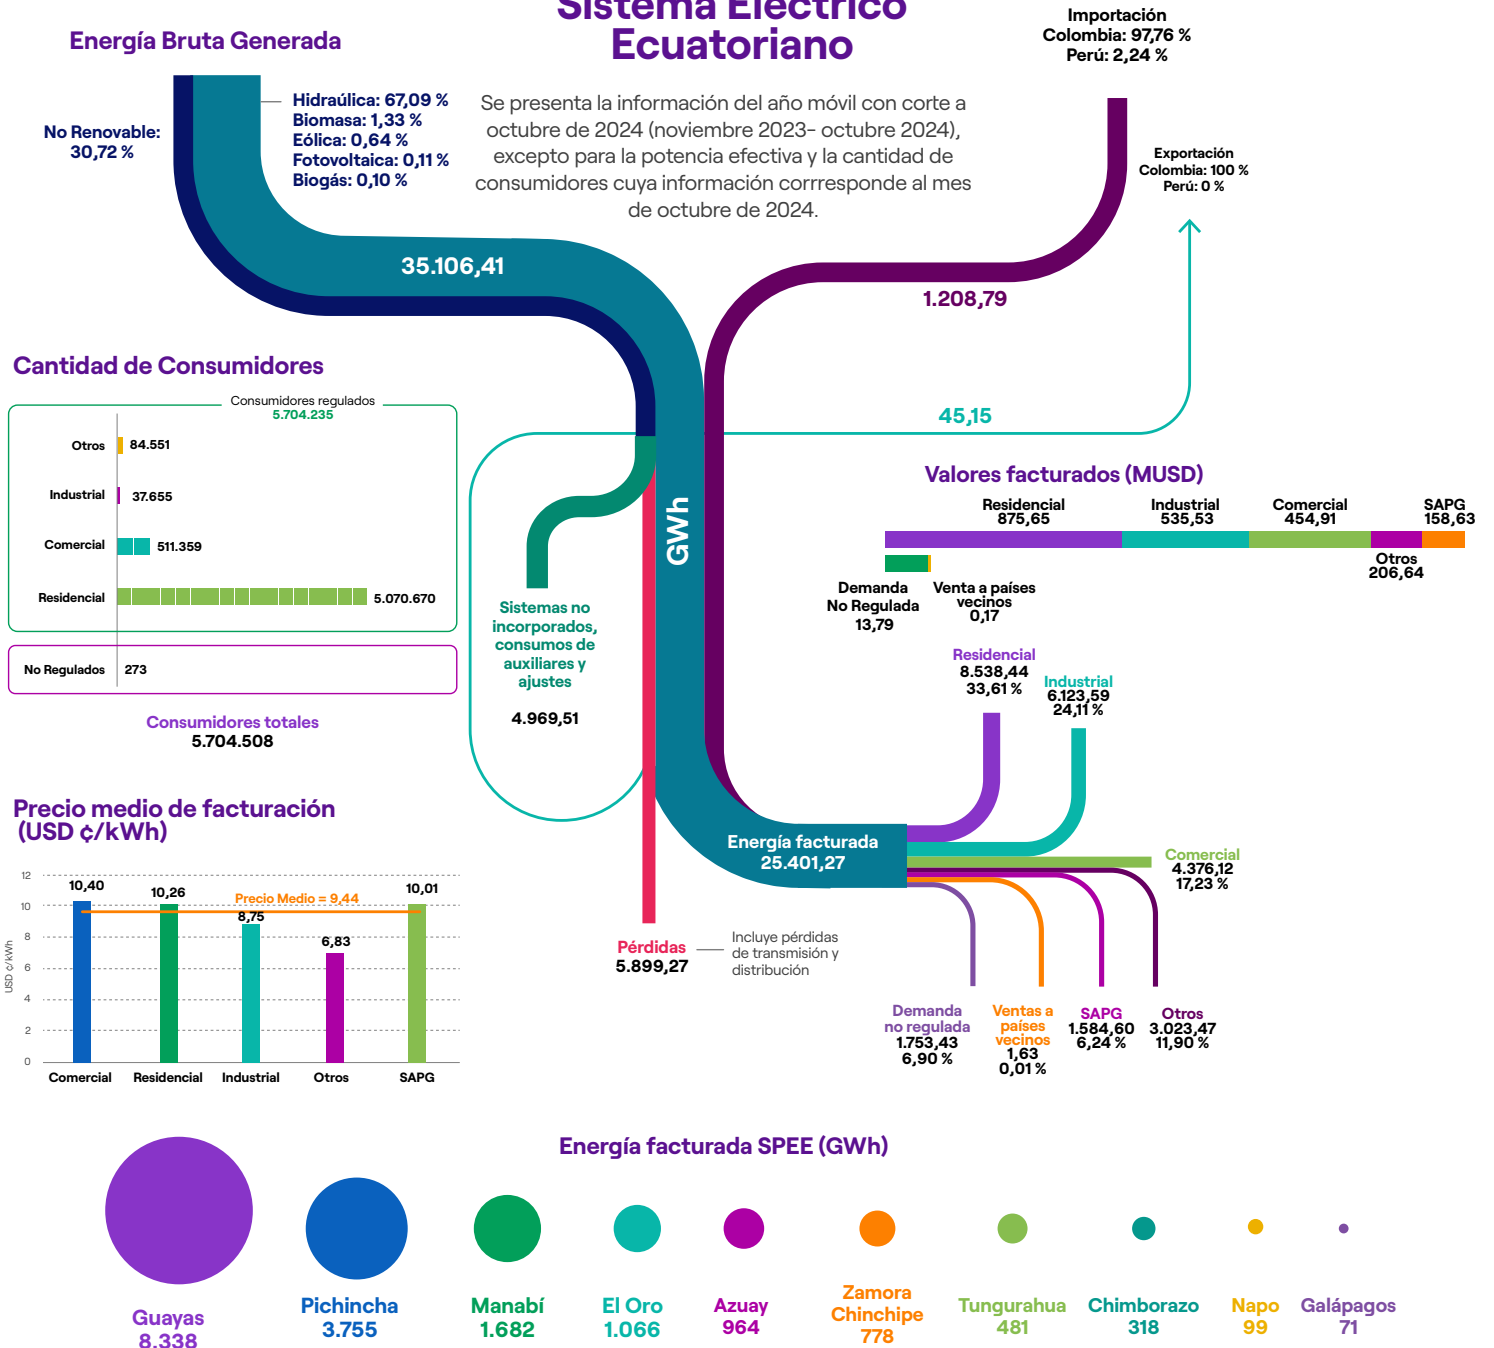 Sistema Eléctrico
Ecuatoriano
Se presenta la información del año móvil con corte a
octubre de 2024 (noviembre 2023- octubre 2024),
excepto para la potencia efectiva y la cantidad de
consumidores cuya información corrresponde al mes
de octubre de 2024.
Energía Bruta Generada
No Renovable:
30,72 %
Hidraúlica: 67,09 %
Biomasa: 1,33 %
Eólica: 0,64 %
Fotovoltaica: 0,11 %
Biogás: 0,10 %
35.106,41
Importación
Colombia: 97,76 %
Perú: 2,24 %
1.208,79
Exportación
Colombia: 100 %
Perú: 0 %
45,15
GWh
Cantidad de Consumidores
Consumidores regulados
5.704.235
Otros
84.551
Industrial
37.655
Comercial
511.359
Residencial
5.070.670
No Regulados
273
Consumidores totales
5.704.508
Sistemas no
incorporados,
consumos de
auxiliares y
ajustes
4.969,51
Valores facturados (MUSD)
Residencial
875,65
Industrial
535,53
Comercial
454,91
SAPG
158,63
Otros
206,64
Demanda
No Regulada
13,79
Venta a países
vecinos
0,17
Precio medio de facturación
(USD ¢/kWh)
USD ¢/kWh
12
10
8
6
4
2
0
10,40
10,26
8,75
6,83
10,01
Precio Medio = 9,44
Comercial
Residencial
Industrial
Otros
SAPG
Energía facturada
25.401,27
Pérdidas
5.899,27
Incluye pérdidas
de transmisión y
distribución
Residencial
8.538,44
33,61 %
Industrial
6.123,59
24,11 %
Comercial
4.376,12
17,23 %
Demanda
no regulada
1.753,43
6,90 %
Ventas a
países
vecinos
1,63
0,01 %
SAPG
1.584,60
6,24 %
Otros
3.023,47
11,90 %
Energía facturada SPEE (GWh)
Guayas
8.338
Pichincha
3.755
Manabí
1.682
El Oro
1.066
Azuay
964
Zamora
Chinchipe
778
Tungurahua
481
Chimborazo
318
Napo
99
Galápagos
71